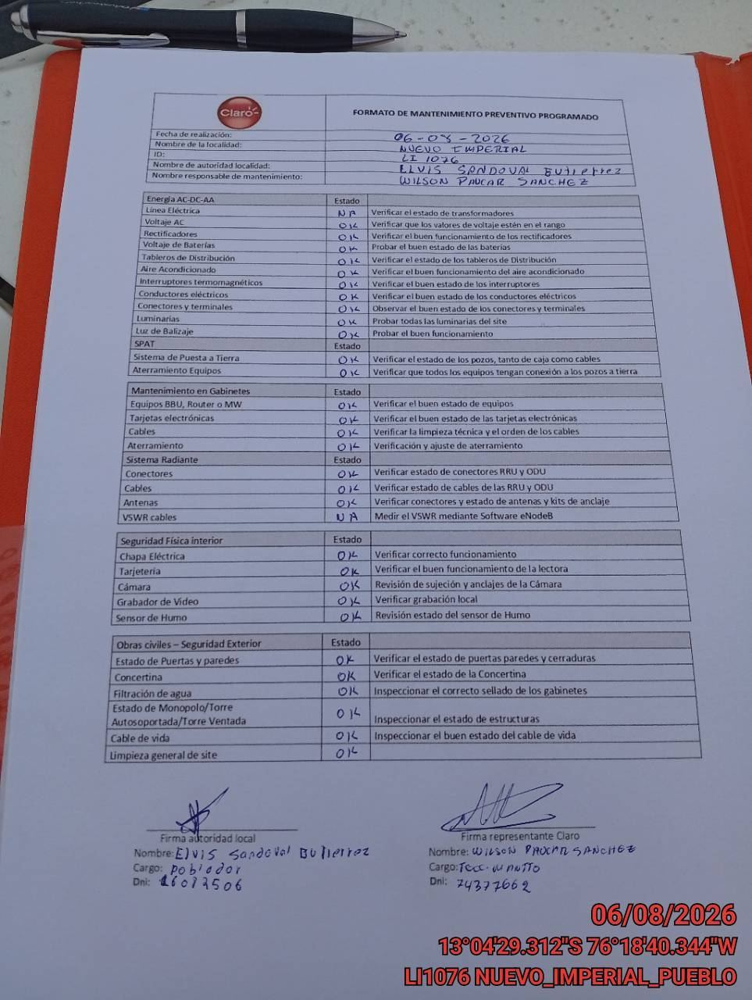 Claro
FORMATO DE MANTENIMIENTO PREVENTIVO PROGRAMADO
Fecha de realización: 06-08-2026
Nombre de la localidad: NUEVO IMPERIAL
ID: LI 1076
Nombre de autoridad localidad: ELVIS SANDOVAL GUTIERREZ
Nombre responsable de mantenimiento: WILSON PAUCAR SANCHEZ
Energía AC-DC-AA Estado
Línea Eléctrica NA Verificar el estado de transformadores
Voltaje AC OK Verificar que los valores de voltaje estén en el rango
Rectificadores OK Verificar el buen funcionamiento de los rectificadores
Voltaje de Baterías OK Probar el buen estado de las baterías
Tableros de Distribución OK Verificar el estado de los tableros de Distribución
Aire Acondicionado OK Verificar el buen funcionamiento del aire acondicionado
Interruptores termomagnéticos OK Verificar el buen estado de los interruptores
Conductores eléctricos OK Verificar el buen estado de los conductores eléctricos
Conectores y terminales OK Observar el buen estado de los conectores y terminales
Luminarias OK Probar todas las luminarias del site
Luz de Balizaje OK Probar el buen funcionamiento
SPAT Estado
Sistema de Puesta a Tierra OK Verificar el estado de los pozos, tanto de caja como cables
Aterramiento Equipos OK Verificar que todos los equipos tengan conexión a los pozos a tierra
Mantenimiento en Gabinetes Estado
Equipos BBU, Router o MW OK Verificar el buen estado de equipos
Tarjetas electrónicas OK Verificar el buen estado de las tarjetas electrónicas
Cables OK Verificar la limpieza técnica y el orden de los cables
Aterramiento OK Verificación y ajuste de aterramiento
Sistema Radiante Estado
Conectores OK Verificar estado de conectores RRU y ODU
Cables OK Verificar estado de cables de las RRU y ODU
Antenas OK Verificar conectores y estado de antenas y kits de anclaje
VSWR cables NA Medir el VSWR mediante Software eNodeB
Seguridad Física interior Estado
Chapa Eléctrica OK Verificar correcto funcionamiento
Tarjetería OK Verificar el buen funcionamiento de la lectora
Cámara OK Revisión de sujeción y anclajes de la Cámara
Grabador de Video OK Verificar grabación local
Sensor de Humo OK Revisión estado del sensor de Humo
Obras civiles – Seguridad Exterior Estado
Estado de Puertas y paredes OK Verificar el estado de puertas paredes y cerraduras
Concertina OK Verificar el estado de la Concertina
Filtración de agua OK Inspeccionar el correcto sellado de los gabinetes
Estado de Monopolo/Torre
Autosoportada/Torre Ventada OK Inspeccionar el estado de estructuras
Cable de vida OK Inspeccionar el buen estado del cable de vida
Limpieza general de site OK
Firma autoridad local
Nombre: Elvis Sandoval Gutierrez
Cargo: Poblador
Dni:
Firma representante Claro
Nombre: WILSON PAUCAR SANCHEZ
Cargo: TEC. MANTTO
Dni: 74377662
06/08/2026
13°04'29.312"S 76°18'40.344"W
LI1076 NUEVO_IMPERIAL_PUEBLO